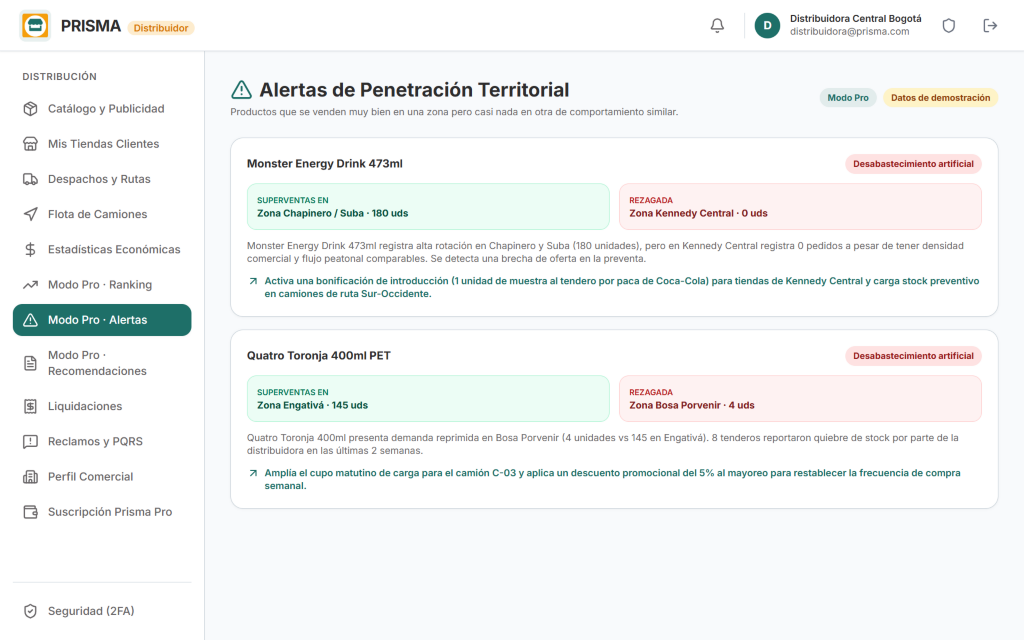 PRISMA
Distribuidor
D
Distribuidora Central Bogotá
distribuidora@prisma.com
DISTRIBUCIÓN
Catálogo y Publicidad
Mis Tiendas Clientes
Despachos y Rutas
Flota de Camiones
Estadísticas Económicas
Modo Pro · Ranking
Modo Pro · Alertas
Modo Pro ·
Recomendaciones
Liquidaciones
Reclamos y PQRS
Perfil Comercial
Suscripción Prisma Pro
Seguridad (2FA)
Alertas de Penetración Territorial
Productos que se venden muy bien en una zona pero casi nada en otra de comportamiento similar.
Modo Pro
Datos de demostración
Monster Energy Drink 473ml
Desabastecimiento artificial
SUPERVENTAS EN
Zona Chapinero / Suba · 180 uds
REZAGADA
Zona Kennedy Central · 0 uds
Monster Energy Drink 473ml registra alta rotación en Chapinero y Suba (180 unidades), pero en Kennedy Central registra 0 pedidos a pesar de tener densidad
comercial y flujo peatonal comparables. Se detecta una brecha de oferta en la preventa.
Activa una bonificación de introducción (1 unidad de muestra al tendero por paca de Coca-Cola) para tiendas de Kennedy Central y carga stock preventivo
en camiones de ruta Sur-Occidente.
Quatro Toronja 400ml PET
Desabastecimiento artificial
SUPERVENTAS EN
Zona Engativá · 145 uds
REZAGADA
Zona Bosa Porvenir · 4 uds
Quatro Toronja 400ml presenta demanda reprimida en Bosa Porvenir (4 unidades vs 145 en Engativá). 8 tenderos reportaron quiebre de stock por parte de la
distribuidora en las últimas 2 semanas.
Amplía el cupo matutino de carga para el camión C-03 y aplica un descuento promocional del 5% al mayoreo para restablecer la frecuencia de compra
semanal.